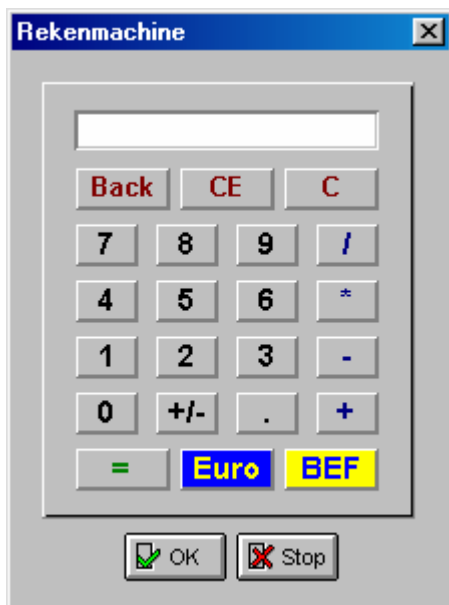 Rekenmachine
Back CE C
7 8 9 /
4 5 6 *
1 2 3 -
0 +/- . +
= Euro BEF
OK Stop